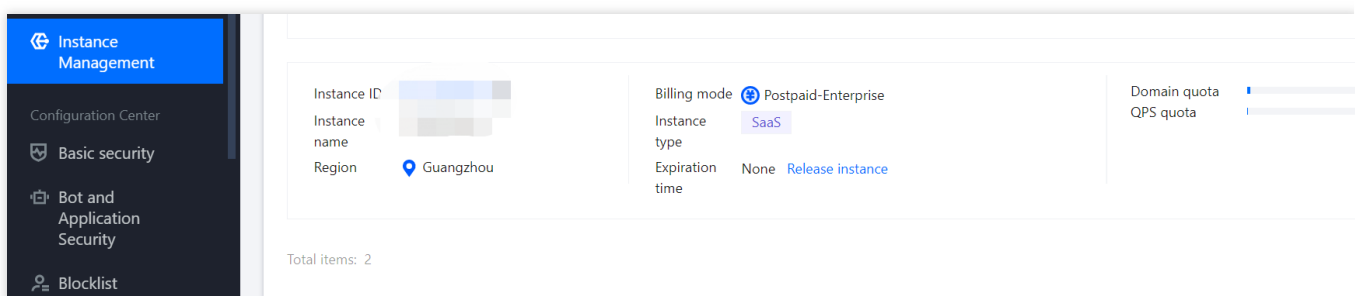 Instance
Management
Configuration Center
Basic security
Bot and
Application
Security
Blocklist
Instance ID
Instance
name
Region
Guangzhou
Billing mode
Postpaid-Enterprise
Instance
type
SaaS
Expiration
time
None Release instance
Domain quota
QPS quota
Total items: 2